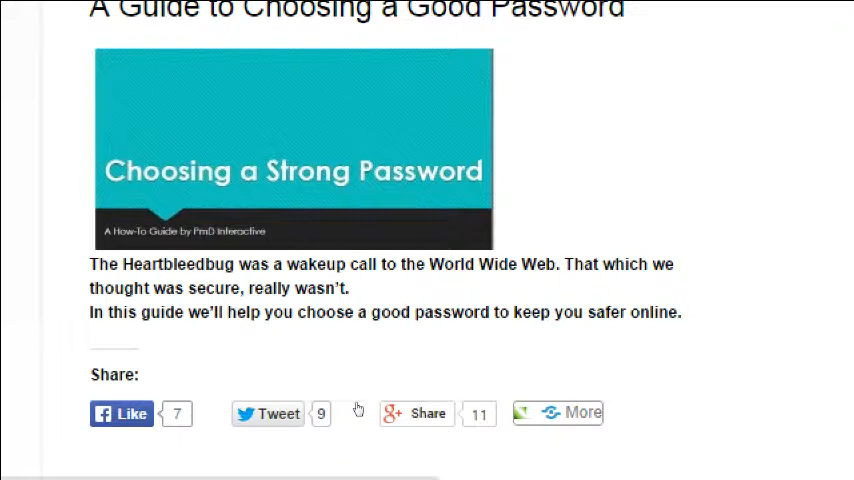 A Guide to Choosing a Good Password
Choosing a Strong Password
A How-To Guide by PmD Interactive
The Heartbleedbug was a wakeup call to the World Wide Web. That which we
thought was secure, really wasn’t.
In this guide we’ll help you choose a good password to keep you safer online.
Share:
Like 7 Tweet 9 Share 11 More